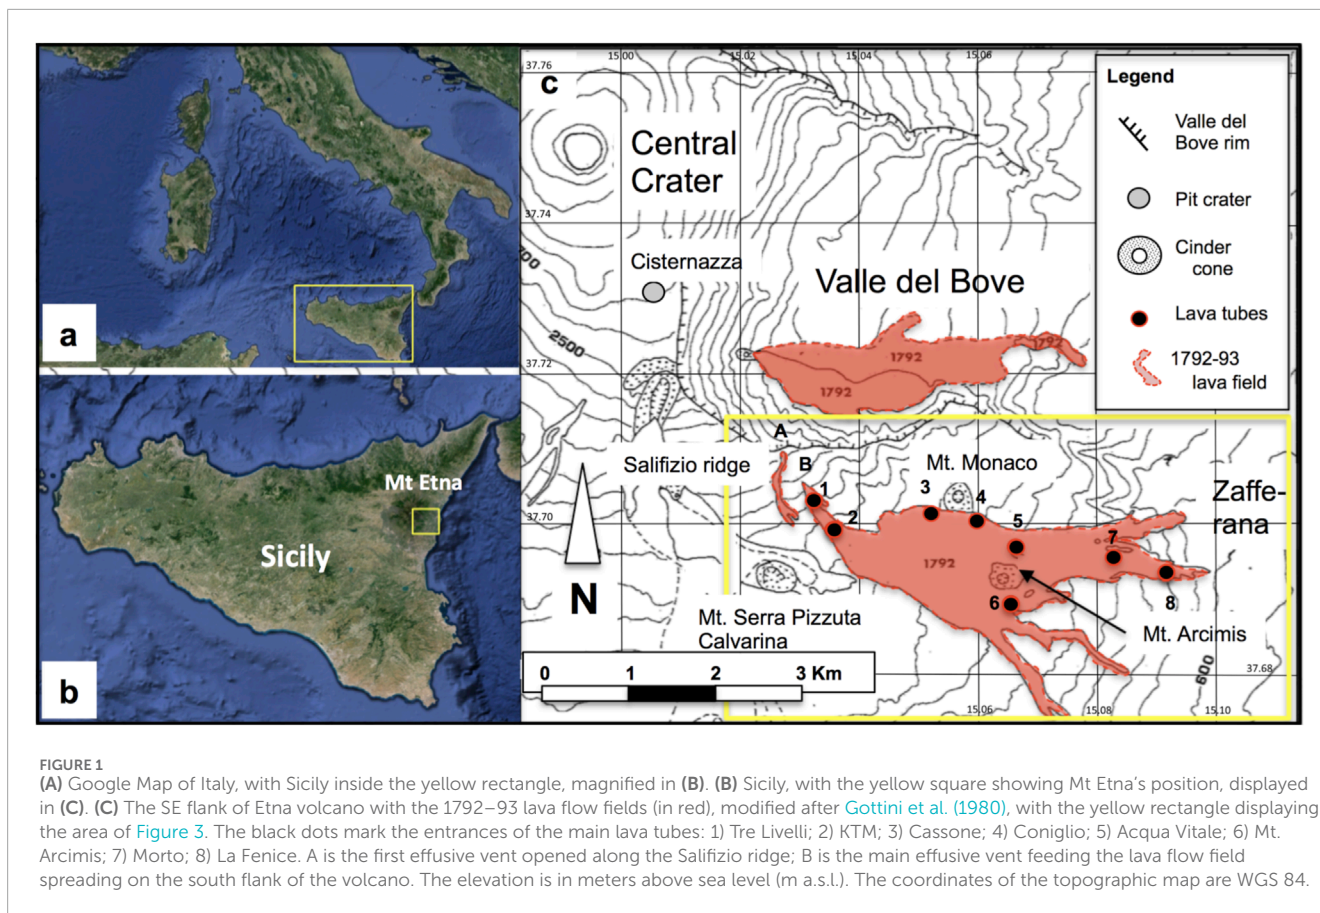 a
Mt Etna
Sicily
b
c
15.00
15.02
15.04
15.06
37.76
Central
Crater
37.74
Cisternazza
Valle del Bove
2500
37.72
1792
1792
1792
Legend
Valle del
Bove rim
Pit crater
Cinder
cone
Lava tubes
1792-93
lava field
A
B
Salifizio ridge
Mt. Monaco
Zaffe-
rana
1
2
3
4
5
6
7
8
37.70
1792
N
Mt. Serra Pizzuta
Calvarina
Mt. Arcimis
0 1 2 3 Km
600
37.68
15.06
15.08
15.10
FIGURE 1
(A) Google Map of Italy, with Sicily inside the yellow rectangle, magnified in (B). (B) Sicily, with the yellow square showing Mt Etna's position, displayed
in (C). (C) The SE flank of Etna volcano with the 1792–93 lava flow fields (in red), modified after Gottini et al. (1980), with the yellow rectangle displaying
the area of Figure 3. The black dots mark the entrances of the main lava tubes: 1) Tre Livelli; 2) KTM; 3) Cassone; 4) Coniglio; 5) Acqua Vitale; 6) Mt.
Arcimis; 7) Morto; 8) La Fenice. A is the first effusive vent opened along the Salifizio ridge; B is the main effusive vent feeding the lava flow field
spreading on the south flank of the volcano. The elevation is in meters above sea level (m a.s.l.). The coordinates of the topographic map are WGS 84.